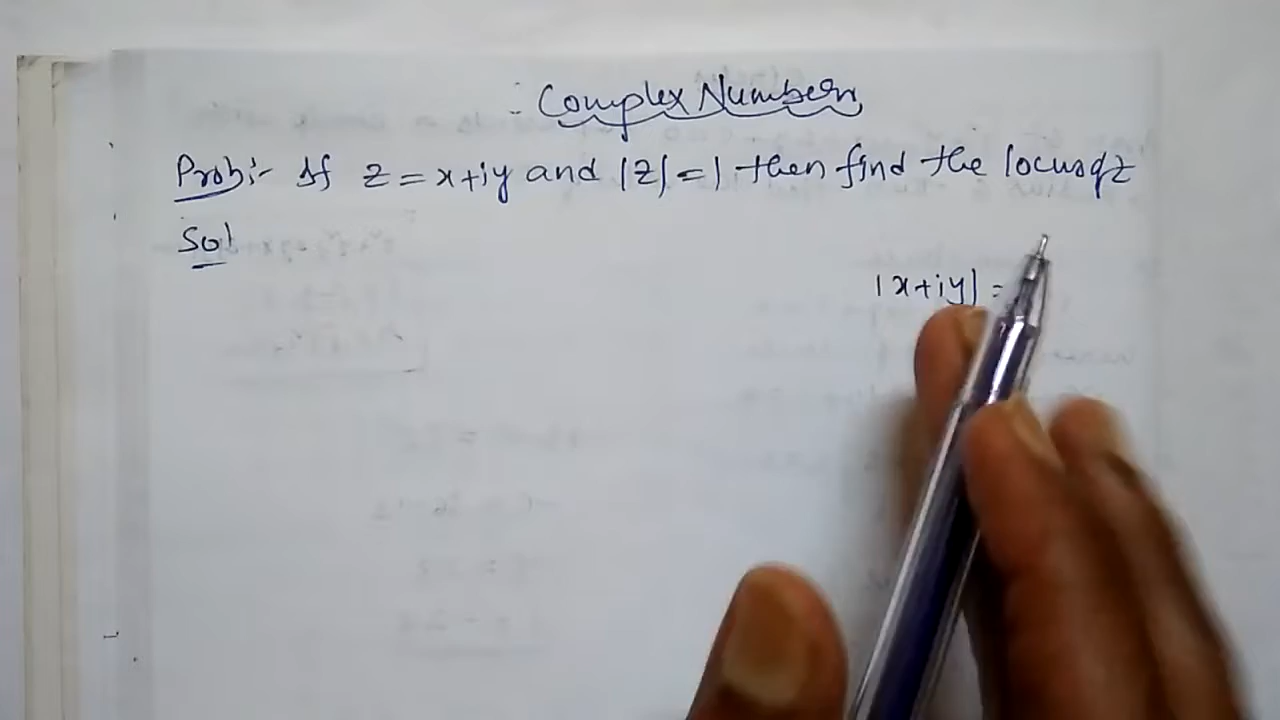 :- Complex Numbers
Prob:- If z = x+iy and |z| = 1 then find the locus of z
Sol
|x+iy| =